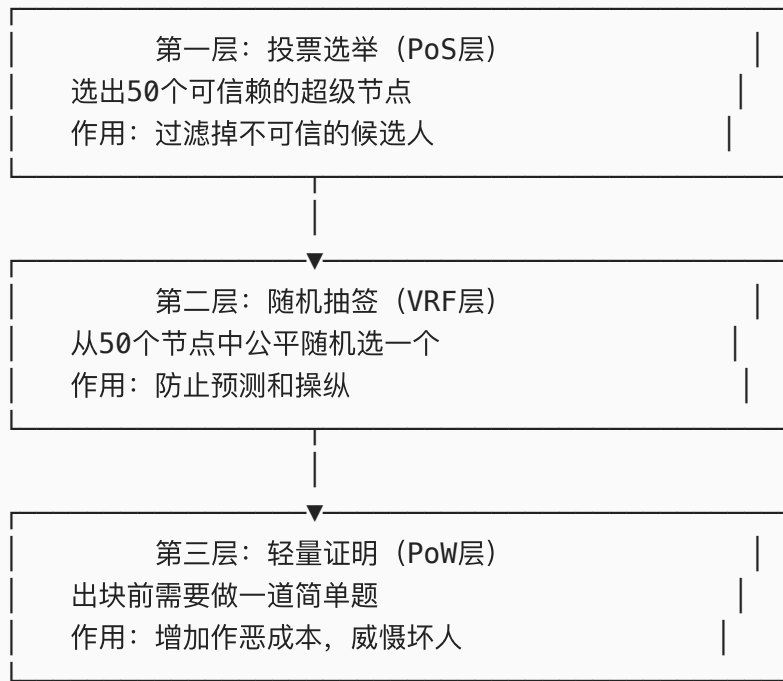 第一层：投票选举（PoS层）
选出50个可信赖的超级节点
作用：过滤掉不可信的候选人
第二层：随机抽签（VRF层）
从50个节点中公平随机选一个
作用：防止预测和操纵
第三层：轻量证明（PoW层）
出块前需要做一道简单题
作用：增加作恶成本，威慑坏人